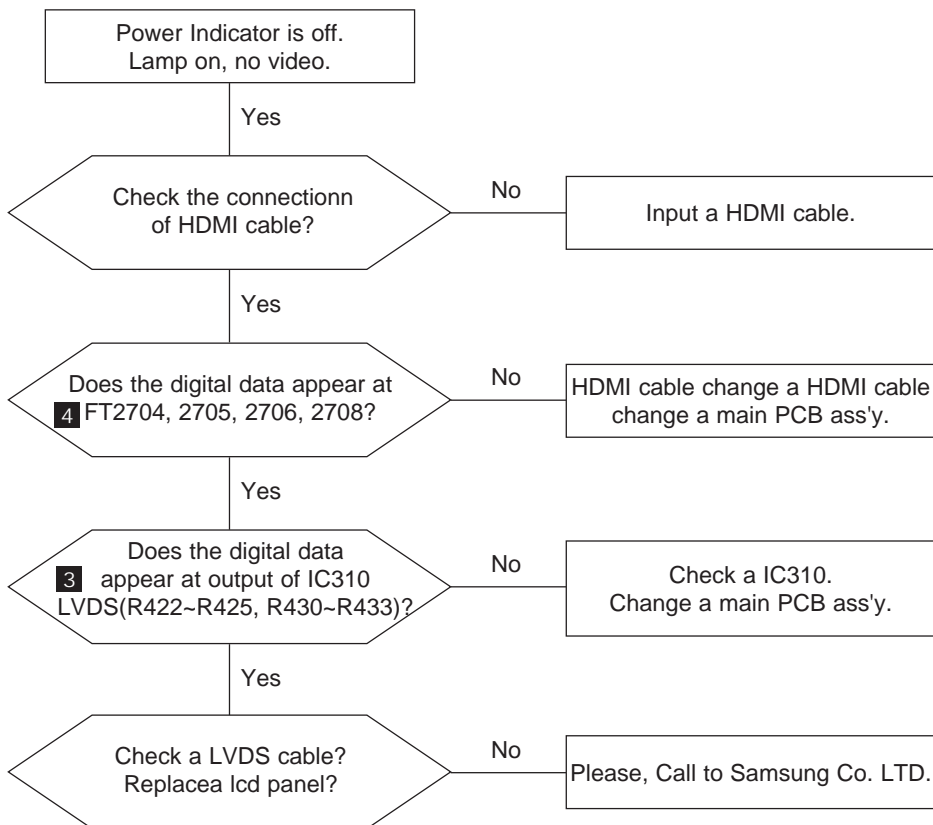 Power Indicator is off.
Lamp on, no video.
Yes
Check the connectionn
of HDMI cable?
No
Input a HDMI cable.
Yes
Does the digital data appear at
4 FT2704, 2705, 2706, 2708?
No
HDMI cable change a HDMI cable
change a main PCB ass'y.
Yes
Does the digital data
3 appear at output of IC310
LVDS(R422~R425, R430~R433)?
No
Check a IC310.
Change a main PCB ass'y.
Yes
Check a LVDS cable?
Replacea lcd panel?
No
Please, Call to Samsung Co. LTD.